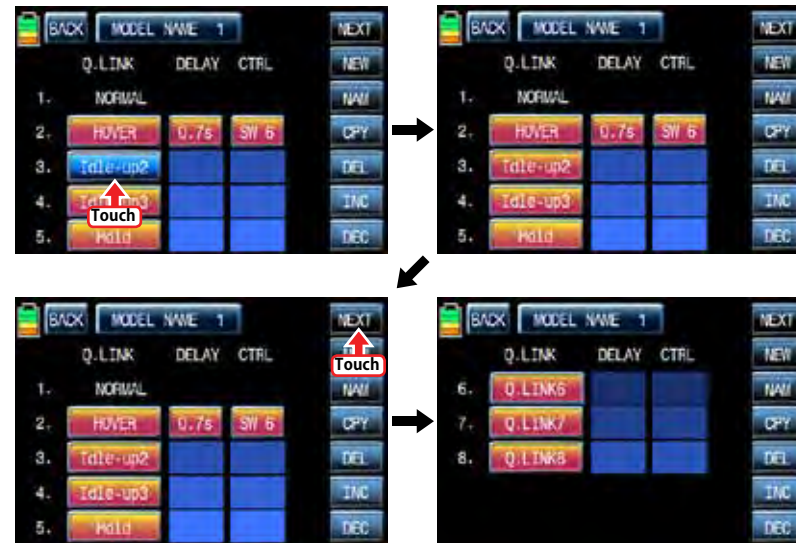 BACK MODEL NAME 1 NEXT
Q.LINK DELAY CTRL NEW
1. NORMAL NAM
2. HOVER 0.7s SW 6 CPY
3. Idle-up2 DEL
4. INC
Touch
5. Hold DEC
BACK MODEL NAME 1 NEXT
Q.LINK DELAY CTRL NEW
1. NORMAL NAM
2. HOVER 0.7s SW 6 CPY
3. Idle-up2 DEL
4. Idle-up3 INC
5. Hold DEC
BACK MODEL NAME 1 NEXT
Q.LINK DELAY CTRL
Touch
1. NORMAL NAM
2. HOVER 0.7s SW 6 CPY
3. Idle-up2 DEL
4. Idle-up3 INC
5. Hold DEC
BACK MODEL NAME 1 NEXT
Q.LINK DELAY CTRL NEW
6. Q.LINK6 NAM
7. Q.LINK7 CPY
8. Q.LINK8 DEL
INC
DEC